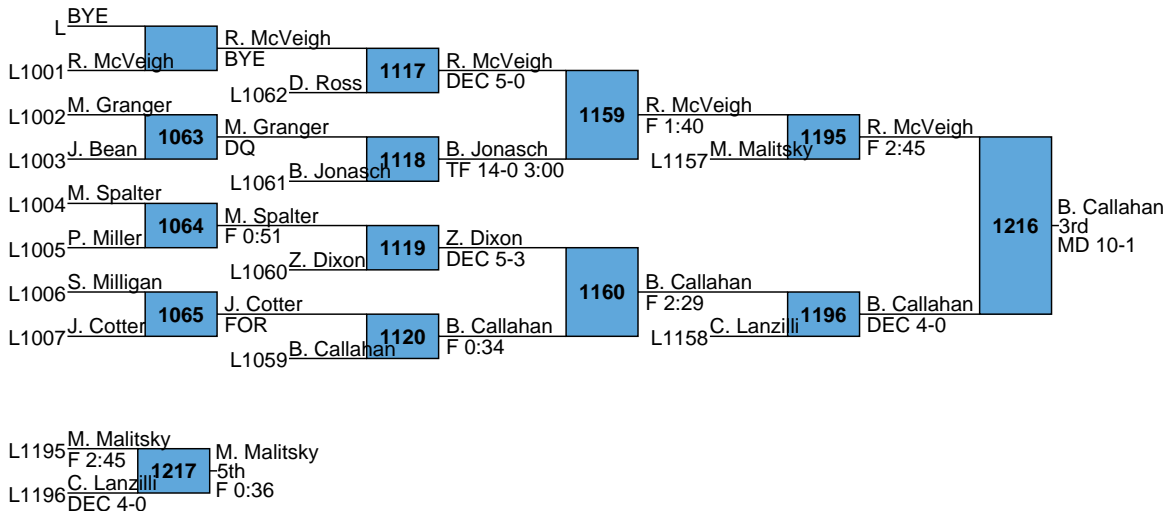 BYE
L
R. McVeigh
L1001
R. McVeigh
BYE
D. Ross
L1062
1117
R. McVeigh
DEC 5-0
M. Granger
L1002
1063
J. Bean
L1003
M. Granger
DQ
B. Jonasch
L1061
1118
B. Jonasch
TF 14-0 3:00
1159
R. McVeigh
F 1:40
M. Malitsky
L1157
1195
R. McVeigh
F 2:45
M. Spalter
L1004
1064
P. Miller
L1005
M. Spalter
F 0:51
Z. Dixon
L1060
1119
Z. Dixon
DEC 5-3
S. Milligan
L1006
1065
J. Cotter
L1007
J. Cotter
FOR
B. Callahan
L1059
1120
B. Callahan
F 0:34
1160
B. Callahan
F 2:29
C. Lanzilli
L1158
1196
B. Callahan
DEC 4-0
1216
B. Callahan
3rd
MD 10-1
M. Malitsky
L1195
F 2:45
1217
C. Lanzilli
L1196
DEC 4-0
M. Malitsky
5th
F 0:36